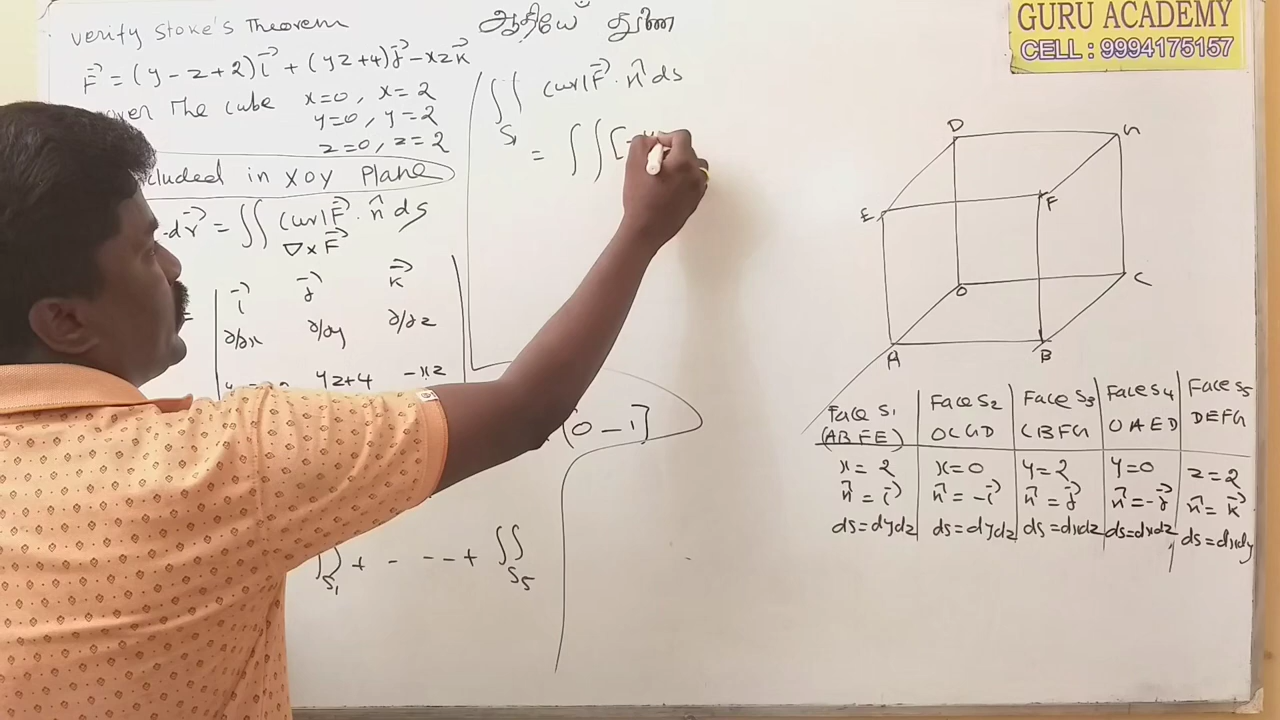 ஆதியே துணை
GURU ACADEMY
CELL : 9994175157
Verify Stoke's Theorem
F⃗ = (y - z + 2) i⃗ + (yz + 4) j⃗ - xz k⃗
over The cube x=0, x=2
y=0, y=2
z=0, z=2
cluded in XOY Plane
. dr⃗ = ∬ curl F⃗ . n̂ ds
∇ x F⃗
i⃗ j⃗ k⃗
∂/∂x ∂/∂y ∂/∂z
yz+4 -xz
(0 - 1]
∬S₁ + - - - + ∬S₅
∬S₁ curl F⃗ . n̂ ds
= ∬ [-y
D G
E F
O C
A B
Face S₁ (ABFE)
x = 2
n̂ = i⃗
ds = dydz
Face S₂ OCGD
x = 0
n̂ = -i⃗
ds = dydz
Face S₃ CBFG
y = 2
n̂ = j⃗
ds = dxdz
Face S₄ OAED
y = 0
n̂ = -j⃗
ds = dxdz
Face S₅ DEFG
z = 2
n̂ = k⃗
ds = dxdy